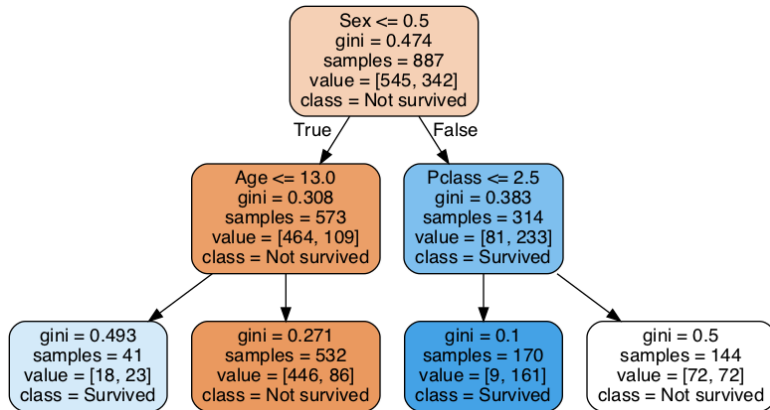 Sex <= 0.5
gini = 0.474
samples = 887
value = [545, 342]
class = Not survived
True
False
Age <= 13.0
gini = 0.308
samples = 573
value = [464, 109]
class = Not survived
Pclass <= 2.5
gini = 0.383
samples = 314
value = [81, 233]
class = Survived
gini = 0.493
samples = 41
value = [18, 23]
class = Survived
gini = 0.271
samples = 532
value = [446, 86]
class = Not survived
gini = 0.1
samples = 170
value = [9, 161]
class = Survived
gini = 0.5
samples = 144
value = [72, 72]
class = Not survived